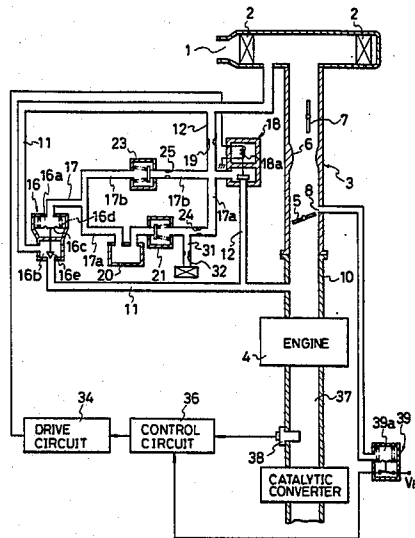 2 2
1
7
23 12 18
11 25 19 18a 6
16 17 3
16a 17b 17b 8
16d 5
16c 24 17a
31 12
17a 32
16b 16e 20 21 10
11
4 ENGINE
34 36 37
38 39a 39
DRIVE CIRCUIT
CONTROL CIRCUIT
CATALYTIC CONVERTER